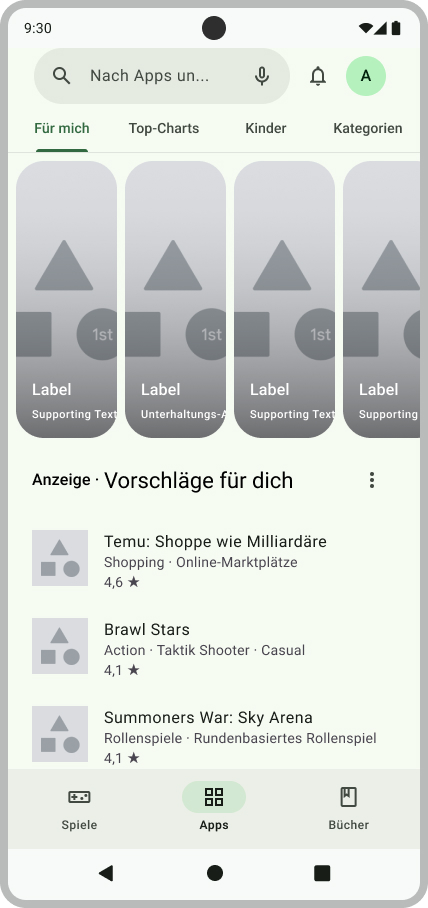 9:30
Nach Apps un...
A
Für mich
Top-Charts
Kinder
Kategorien
1st
1st
1st
Label
Label
Label
Label
Supporting Text
Unterhaltungs-A
Supporting Text
Supporting
Anzeige · Vorschläge für dich
Temu: Shoppe wie Milliardäre
Shopping · Online-Marktplätze
4,6 ★
Brawl Stars
Action · Taktik Shooter · Casual
4,1 ★
Summoners War: Sky Arena
Rollenspiele · Rundenbasiertes Rollenspiel
4,1 ★
Spiele
Apps
Bücher